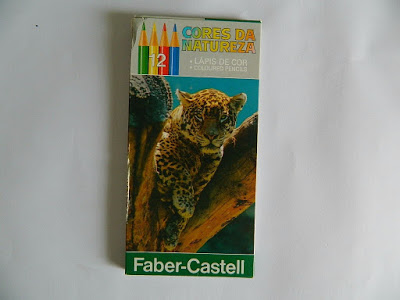 CORES DA
NATUREZA
12
• LÁPIS DE COR
• COLOURED PENCILS
Faber-Castell